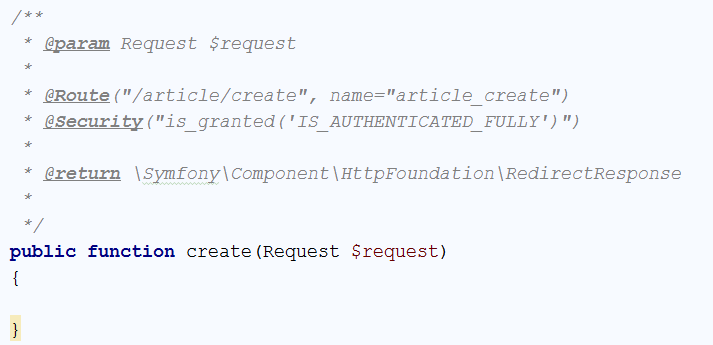 /**
 * @param Request $request
 *
 * @Route("/article/create", name="article_create")
 * @Security("is_granted('IS_AUTHENTICATED_FULLY')")
 *
 * @return \Symfony\Component\HttpFoundation\RedirectResponse
 *
 */
public function create(Request $request)
{
}